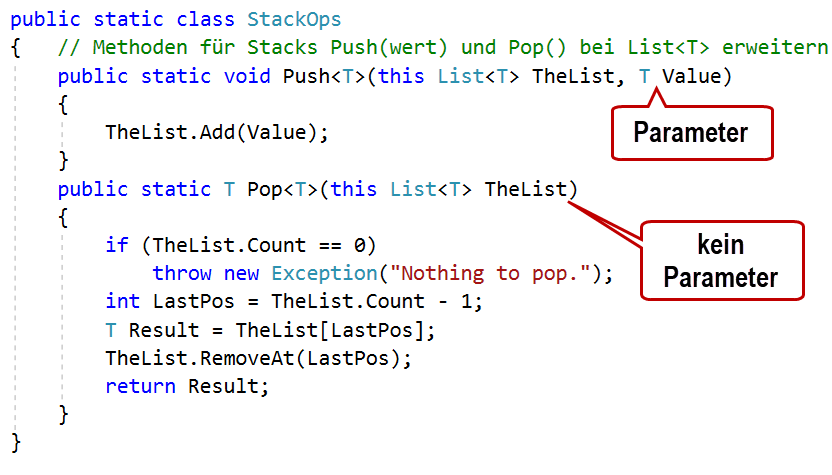 public static class StackOps
{   // Methoden für Stacks Push(wert) und Pop() bei List<T> erweitern
    public static void Push<T>(this List<T> TheList, T Value)
    {
        TheList.Add(Value);
    }
Parameter
    public static T Pop<T>(this List<T> TheList)
    {
        if (TheList.Count == 0)
            throw new Exception("Nothing to pop.");
        int LastPos = TheList.Count - 1;
        T Result = TheList[LastPos];
        TheList.RemoveAt(LastPos);
        return Result;
    }
}
kein
Parameter